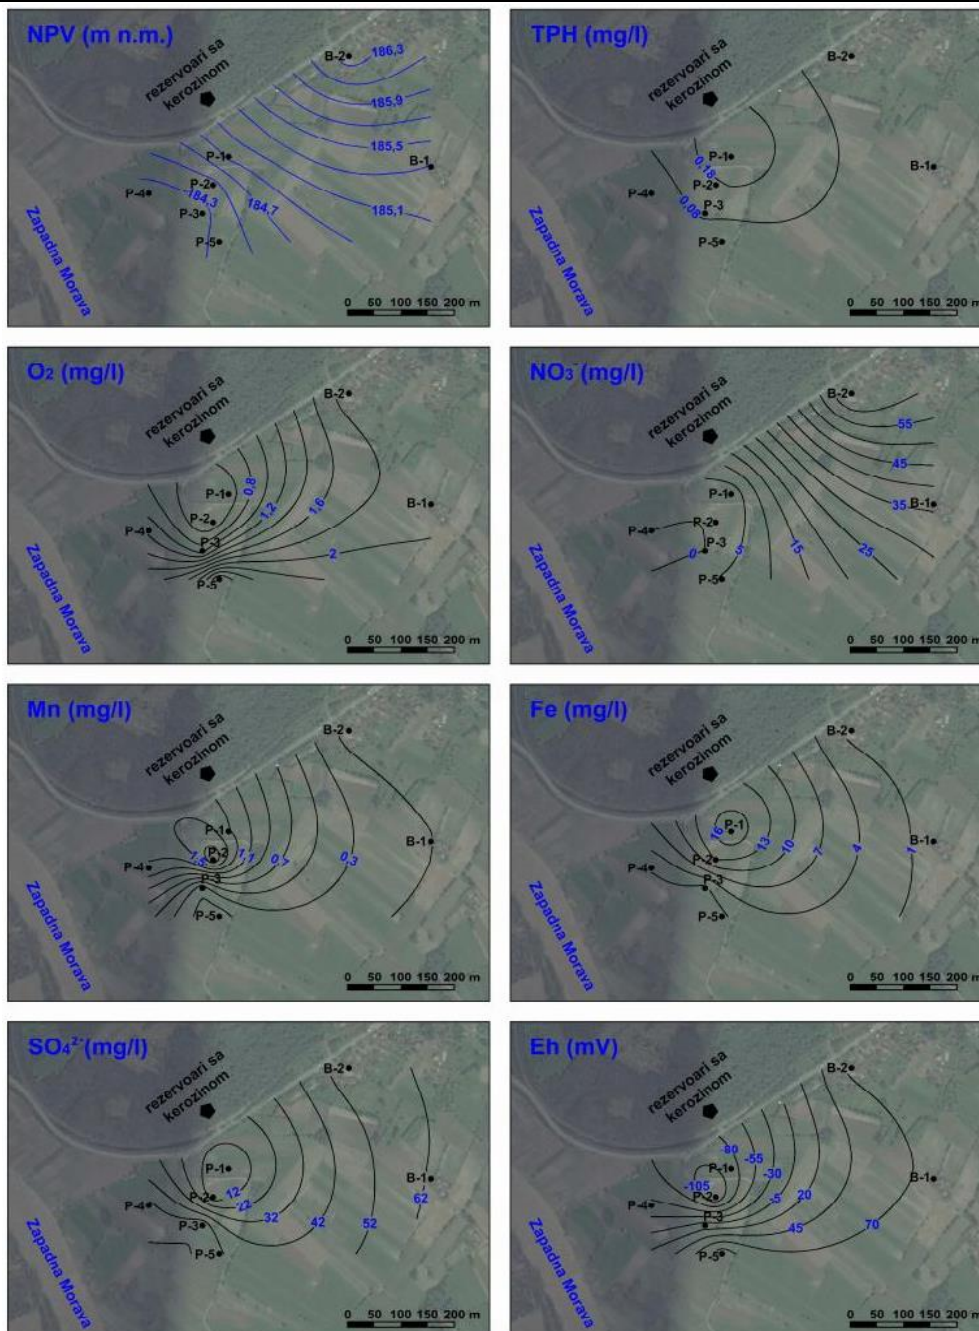 NPV (m n.m.)
rezervoari sa
kerozinom
B-2
186,3
185,9
185,5
B-1
P-1
P-2
P-4
184,3
P-3
184,7
185,1
P-5
Zapadna Morava
0 50 100 150 200 m
TPH (mg/l)
rezervoari sa
kerozinom
B-2
P-1
0,18
B-1
P-2
P-4
P-3
0,08
P-5
Zapadna Morava
0 50 100 150 200 m
O₂ (mg/l)
rezervoari sa
kerozinom
B-2
0,8
P-1
1,2
1,6
B-1
P-2
P-4
P-3
2
P-5
Zapadna Morava
0 50 100 150 200 m
NO₃⁻(mg/l)
rezervoari sa
kerozinom
B-2
55
45
P-1
35
B-1
P-2
P-4
P-3
0
5
15
25
P-5
Zapadna Morava
0 50 100 150 200 m
Mn (mg/l)
rezervoari sa
kerozinom
B-2
P-1
B-1
P-2
1,5
1,1
0,7
0,3
P-4
P-3
P-5
Zapadna Morava
0 50 100 150 200 m
Fe (mg/l)
rezervoari sa
kerozinom
B-2
P-1
16
13
10
7
4
1
B-1
P-2
P-4
P-3
P-5
Zapadna Morava
0 50 100 150 200 m
SO₄²⁻(mg/l)
rezervoari sa
kerozinom
B-2
P-1
B-1
P-2
12
22
32
42
52
62
P-4
P-3
P-5
Zapadna Morava
0 50 100 150 200 m
Eh (mV)
rezervoari sa
kerozinom
B-2
-80
-55
P-1
-30
B-1
-105
P-2
-5
20
P-4
P-3
45
70
P-5
Zapadna Morava
0 50 100 150 200 m